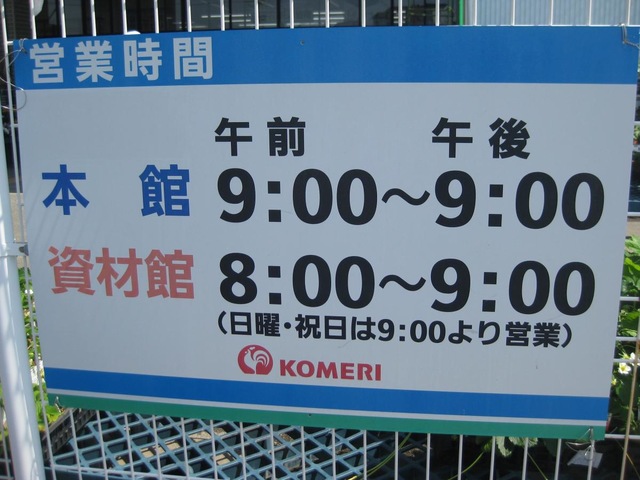 営業時間
午前 午後
本館 9:00〜9:00
資材館 8:00〜9:00
(日曜・祝日は9:00より営業)
KOMERI